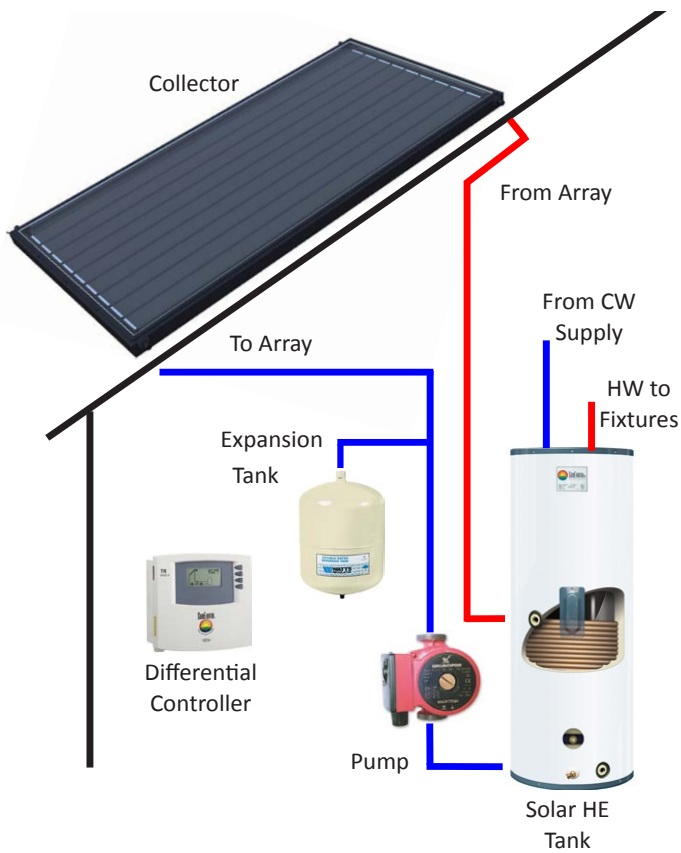 Collector
From Array
From CW
Supply
To Array
HW to
Fixtures
Expansion
Tank
WATTS
Differential
Controller
Pump
Solar HE
Tank